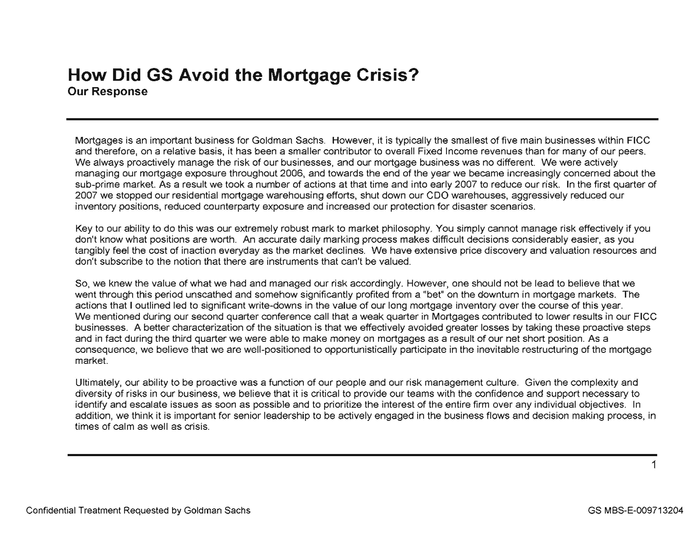 How Did GS Avoid the Mortgage Crisis?
Our Response
Mortgages is an important business for Goldman Sachs. However, it is typically the smallest of five main businesses within FICC
and therefore, on a relative basis, it has been a smaller contributor to overall Fixed Income revenues than for many of our peers.
We always proactively manage the risk of our businesses, and our mortgage business was no different. We were actively
managing our mortgage exposure throughout 2006, and towards the end of the year we became increasingly concerned about the
sub-prime market. As a result we took a number of actions at that time and into early 2007 to reduce our risk. In the first quarter of
2007 we stopped our residential mortgage warehousing efforts, shut down our CDO warehouses, aggressively reduced our
inventory positions, reduced counterparty exposure and increased our protection for disaster scenarios.
Key to our ability to do this was our extremely robust mark to market philosophy. You simply cannot manage risk effectively if you
don't know what positions are worth. An accurate daily marking process makes difficult decisions considerably easier, as you
tangibly feel the cost of inaction everyday as the market declines. We have extensive price discovery and valuation resources and
don't subscribe to the notion that there are instruments that can't be valued.
So, we knew the value of what we had and managed our risk accordingly. However, one should not be lead to believe that we
went through this period unscathed and somehow significantly profited from a "bet" on the downturn in mortgage markets. The
actions that I outlined led to significant write-downs in the value of our long mortgage inventory over the course of this year.
We mentioned during our second quarter conference call that a weak quarter in Mortgages contributed to lower results in our FICC
businesses. A better characterization of the situation is that we effectively avoided greater losses by taking these proactive steps
and in fact during the third quarter we were able to make money on mortgages as a result of our net short position. As a
consequence, we believe that we are well-positioned to opportunistically participate in the inevitable restructuring of the mortgage
market.
Ultimately, our ability to be proactive was a function of our people and our risk management culture. Given the complexity and
diversity of risks in our business, we believe that it is critical to provide our teams with the confidence and support necessary to
identify and escalate issues as soon as possible and to prioritize the interest of the entire firm over any individual objectives. In
addition, we think it is important for senior leadership to be actively engaged in the business flows and decision making process, in
times of calm as well as crisis.
1
Confidential Treatment Requested by Goldman Sachs
GS MBS-E-009713204